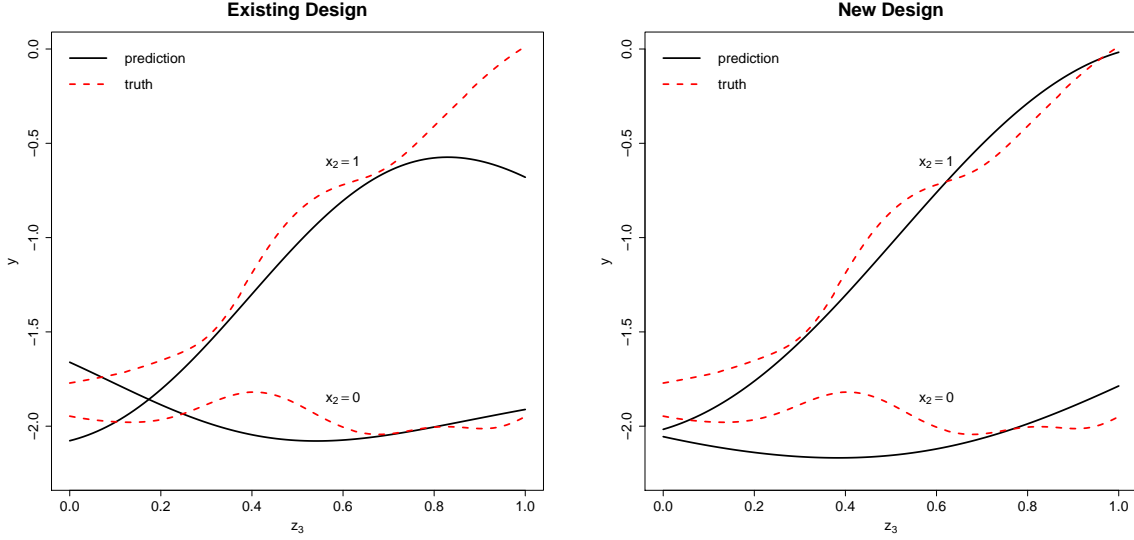 Existing Design
prediction
truth
x₂ = 1
x₂ = 0
0.0
−0.5
−1.0
−1.5
−2.0
y
0.0 0.2 0.4 0.6 0.8 1.0
z₃
New Design
prediction
truth
x₂ = 1
x₂ = 0
0.0
−0.5
−1.0
−1.5
−2.0
y
0.0 0.2 0.4 0.6 0.8 1.0
z₃